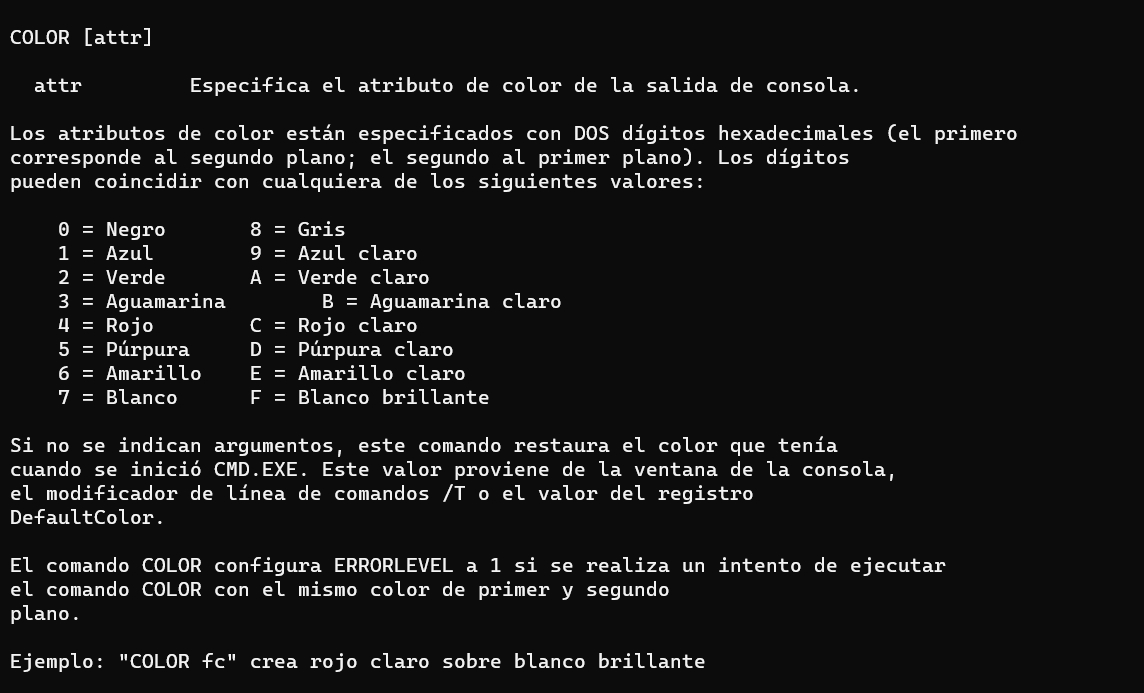 COLOR [attr]
  attr         Especifica el atributo de color de la salida de consola.
Los atributos de color están especificados con DOS dígitos hexadecimales (el primero
corresponde al segundo plano; el segundo al primer plano). Los dígitos
pueden coincidir con cualquiera de los siguientes valores:
    0 = Negro       8 = Gris
    1 = Azul        9 = Azul claro
    2 = Verde       A = Verde claro
    3 = Aguamarina        B = Aguamarina claro
    4 = Rojo        C = Rojo claro
    5 = Púrpura     D = Púrpura claro
    6 = Amarillo    E = Amarillo claro
    7 = Blanco      F = Blanco brillante
Si no se indican argumentos, este comando restaura el color que tenía
cuando se inició CMD.EXE. Este valor proviene de la ventana de la consola,
el modificador de línea de comandos /T o el valor del registro
DefaultColor.
El comando COLOR configura ERRORLEVEL a 1 si se realiza un intento de ejecutar
el comando COLOR con el mismo color de primer y segundo
plano.
Ejemplo: "COLOR fc" crea rojo claro sobre blanco brillante